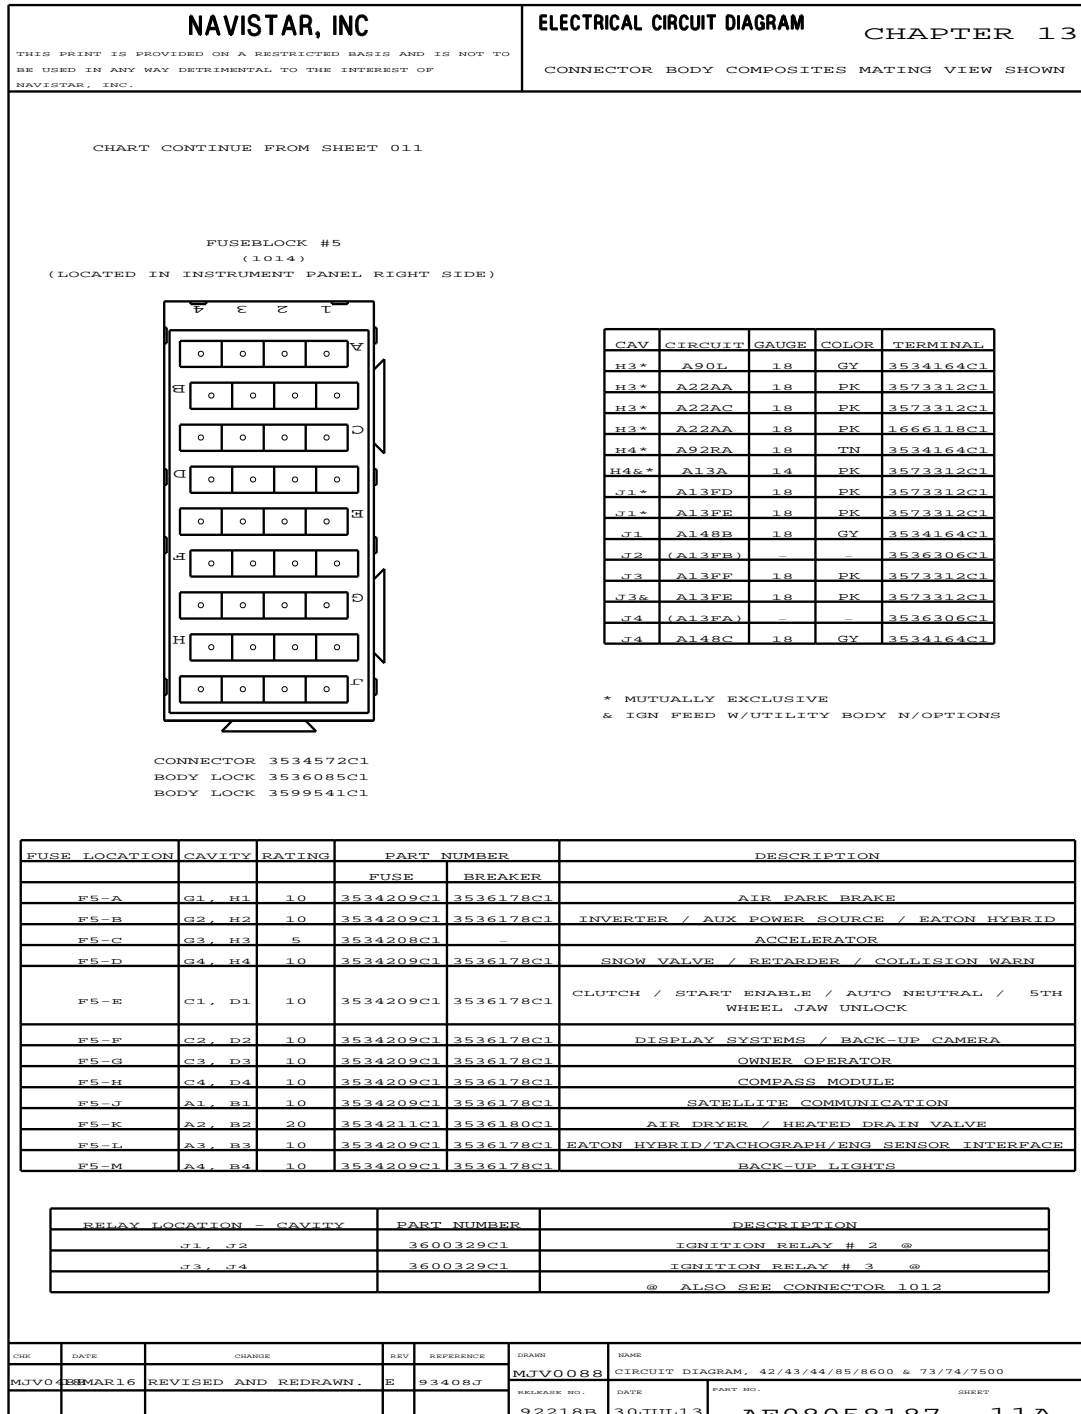 NAVISTAR, INC
THIS PRINT IS PROVIDED ON A RESTRICTED BASIS AND IS NOT TO
BE USED IN ANY WAY DETRIMENTAL TO THE INTEREST OF
NAVISTAR, INC.
ELECTRICAL CIRCUIT DIAGRAM CHAPTER 13
CONNECTOR BODY COMPOSITES MATING VIEW SHOWN
CHART CONTINUE FROM SHEET 011
FUSEBLOCK #5
(1014)
(LOCATED IN INSTRUMENT PANEL RIGHT SIDE)
4 3 2 1
A
B
C
D
E
F
G
H
J
CONNECTOR 3534572C1
BODY LOCK 3536085C1
BODY LOCK 3599541C1
CAV CIRCUIT GAUGE COLOR TERMINAL
H3* A90L 18 GY 3534164C1
H3* A22AA 18 PK 3573312C1
H3* A22AC 18 PK 3573312C1
H3* A22AA 18 PK 1666118C1
H4* A92RA 18 TN 3534164C1
H4&* A13A 14 PK 3573312C1
J1* A13FD 18 PK 3573312C1
J1* A13FE 18 PK 3573312C1
J1 A148B 18 GY 3534164C1
J2 (A13FB) - - 3536306C1
J3 A13FF 18 PK 3573312C1
J3& A13FE 18 PK 3573312C1
J4 (A13FA) - - 3536306C1
J4 A148C 18 GY 3534164C1
* MUTUALLY EXCLUSIVE
& IGN FEED W/UTILITY BODY N/OPTIONS
FUSE LOCATION CAVITY RATING PART NUMBER DESCRIPTION
FUSE BREAKER
F5-A G1, H1 10 3534209C1 3536178C1 AIR PARK BRAKE
F5-B G2, H2 10 3534209C1 3536178C1 INVERTER / AUX POWER SOURCE / EATON HYBRID
F5-C G3, H3 5 3534208C1 - ACCELERATOR
F5-D G4, H4 10 3534209C1 3536178C1 SNOW VALVE / RETARDER / COLLISION WARN
F5-E C1, D1 10 3534209C1 3536178C1 CLUTCH / START ENABLE / AUTO NEUTRAL / 5TH
WHEEL JAW UNLOCK
F5-F C2, D2 10 3534209C1 3536178C1 DISPLAY SYSTEMS / BACK-UP CAMERA
F5-G C3, D3 10 3534209C1 3536178C1 OWNER OPERATOR
F5-H C4, D4 10 3534209C1 3536178C1 COMPASS MODULE
F5-J A1, B1 10 3534209C1 3536178C1 SATELLITE COMMUNICATION
F5-K A2, B2 20 3534211C1 3536180C1 AIR DRYER / HEATED DRAIN VALVE
F5-L A3, B3 10 3534209C1 3536178C1 EATON HYBRID/TACHOGRAPH/ENG SENSOR INTERFACE
F5-M A4, B4 10 3534209C1 3536178C1 BACK-UP LIGHTS
RELAY LOCATION - CAVITY PART NUMBER DESCRIPTION
J1, J2 3600329C1 IGNITION RELAY # 2 @
J3, J4 3600329C1 IGNITION RELAY # 3 @
@ ALSO SEE CONNECTOR 1012
CHK DATE CHANGE REV REFERENCE DRAWN NAME
REVISED AND REDRAWN. E 93408J MJV0088 CIRCUIT DIAGRAM, 42/43/44/85/8600 & 73/74/7500
RELEASE NO. DATE PART NO. SHEET
92218B 30JUL13 AE08058187 11A